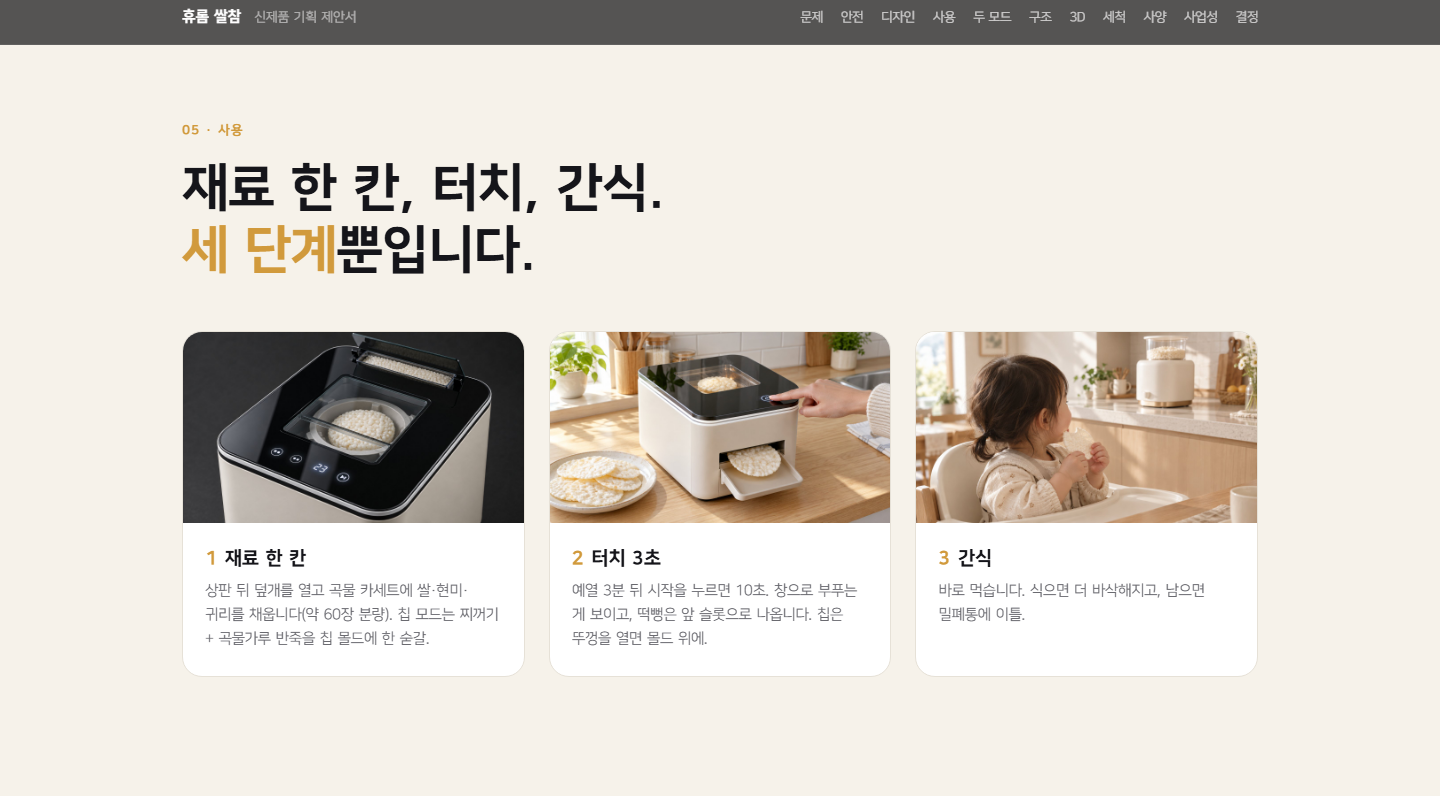 휴롬 쌀참 신제품 기획 제안서
문제 안전 디자인 사용 두 모드 구조 3D 세척 사양 사업성 결정
05 · 사용
재료 한 칸, 터치, 간식.
세 단계뿐입니다.
23
1 재료 한 칸
상판 뒤 덮개를 열고 곡물 카세트에 쌀·현미·
귀리를 채웁니다(약 60장 분량). 칩 모드는 찌꺼기
+ 곡물가루 반죽을 칩 몰드에 한 숟갈.
2 터치 3초
예열 3분 뒤 시작을 누르면 10초. 창으로 부푸는
게 보이고, 떡뻥은 앞 슬롯으로 나옵니다. 칩은
뚜껑을 열면 몰드 위에.
3 간식
바로 먹습니다. 식으면 더 바삭해지고, 남으면
밀폐통에 이틀.